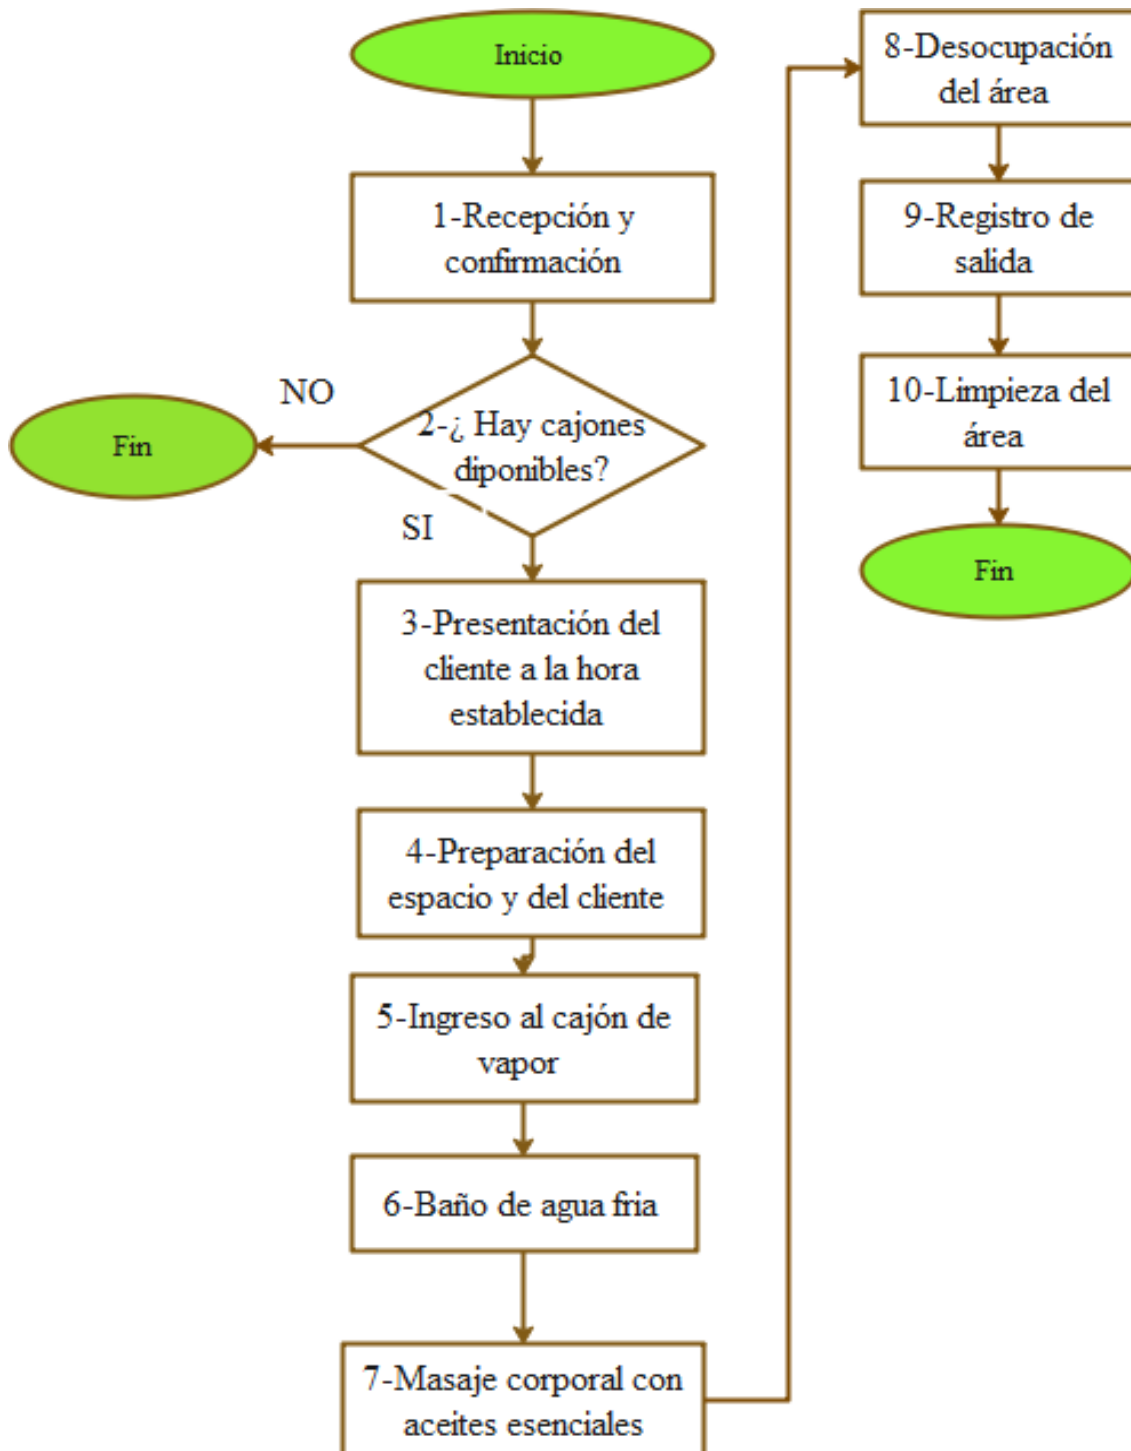 Inicio
1-Recepción y
confirmación
NO
Fin
2-¿ Hay cajones
diponibles?
SI
3-Presentación del
cliente a la hora
establecida
4-Preparación del
espacio y del cliente
5-Ingreso al cajón de
vapor
6-Baño de agua fria
7-Masaje corporal con
aceites esenciales
8-Desocupación
del área
9-Registro de
salida
10-Limpieza del
área
Fin